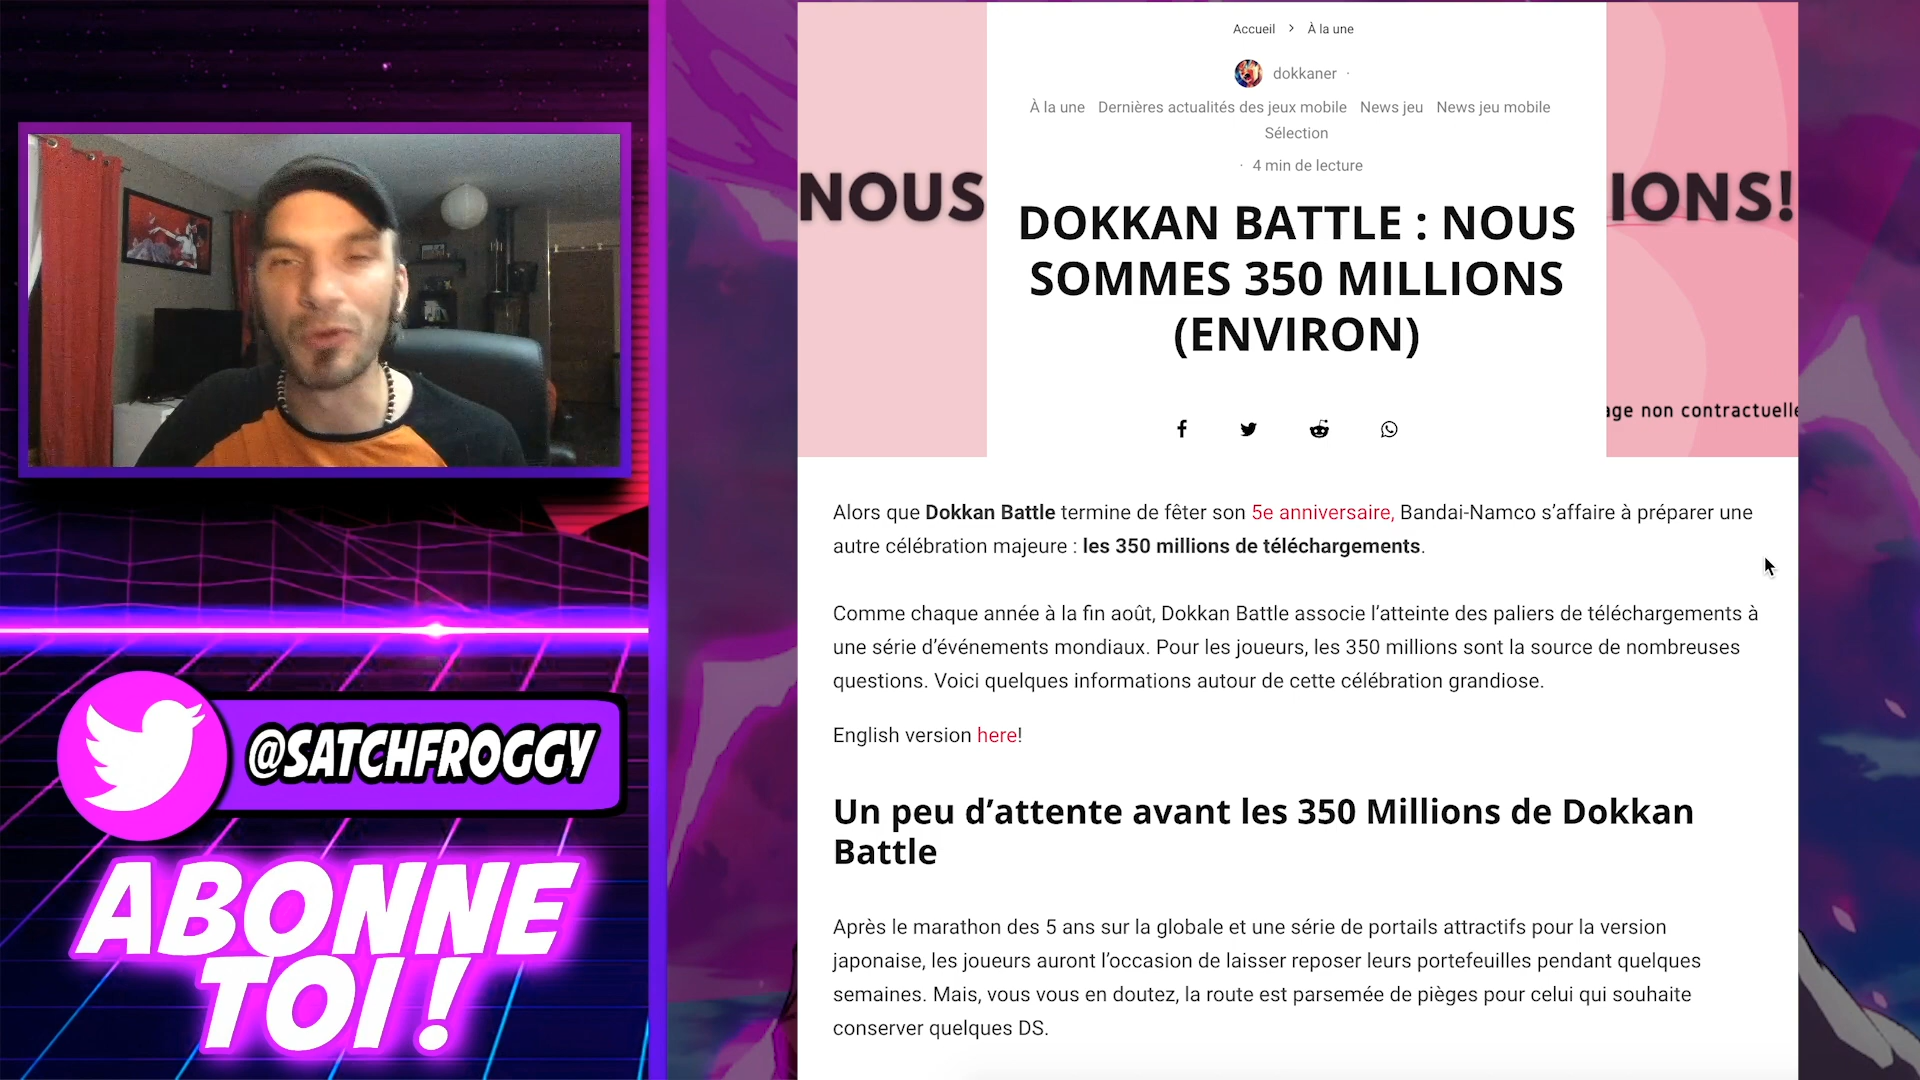 @SATCHFROGGY
ABONNE
TOI !
Accueil > À la une
dokkaner ·
À la une Dernières actualités des jeux mobile News jeu News jeu mobile
Sélection
· 4 min de lecture
NOUS
IONS!
DOKKAN BATTLE : NOUS
SOMMES 350 MILLIONS
(ENVIRON)
age non contractuelle
Alors que Dokkan Battle termine de fêter son 5e anniversaire, Bandai-Namco s’affaire à préparer une
autre célébration majeure : les 350 millions de téléchargements.
Comme chaque année à la fin août, Dokkan Battle associe l’atteinte des paliers de téléchargements à
une série d’événements mondiaux. Pour les joueurs, les 350 millions sont la source de nombreuses
questions. Voici quelques informations autour de cette célébration grandiose.
English version here!
Un peu d’attente avant les 350 Millions de Dokkan
Battle
Après le marathon des 5 ans sur la globale et une série de portails attractifs pour la version
japonaise, les joueurs auront l’occasion de laisser reposer leurs portefeuilles pendant quelques
semaines. Mais, vous vous en doutez, la route est parsemée de pièges pour celui qui souhaite
conserver quelques DS.